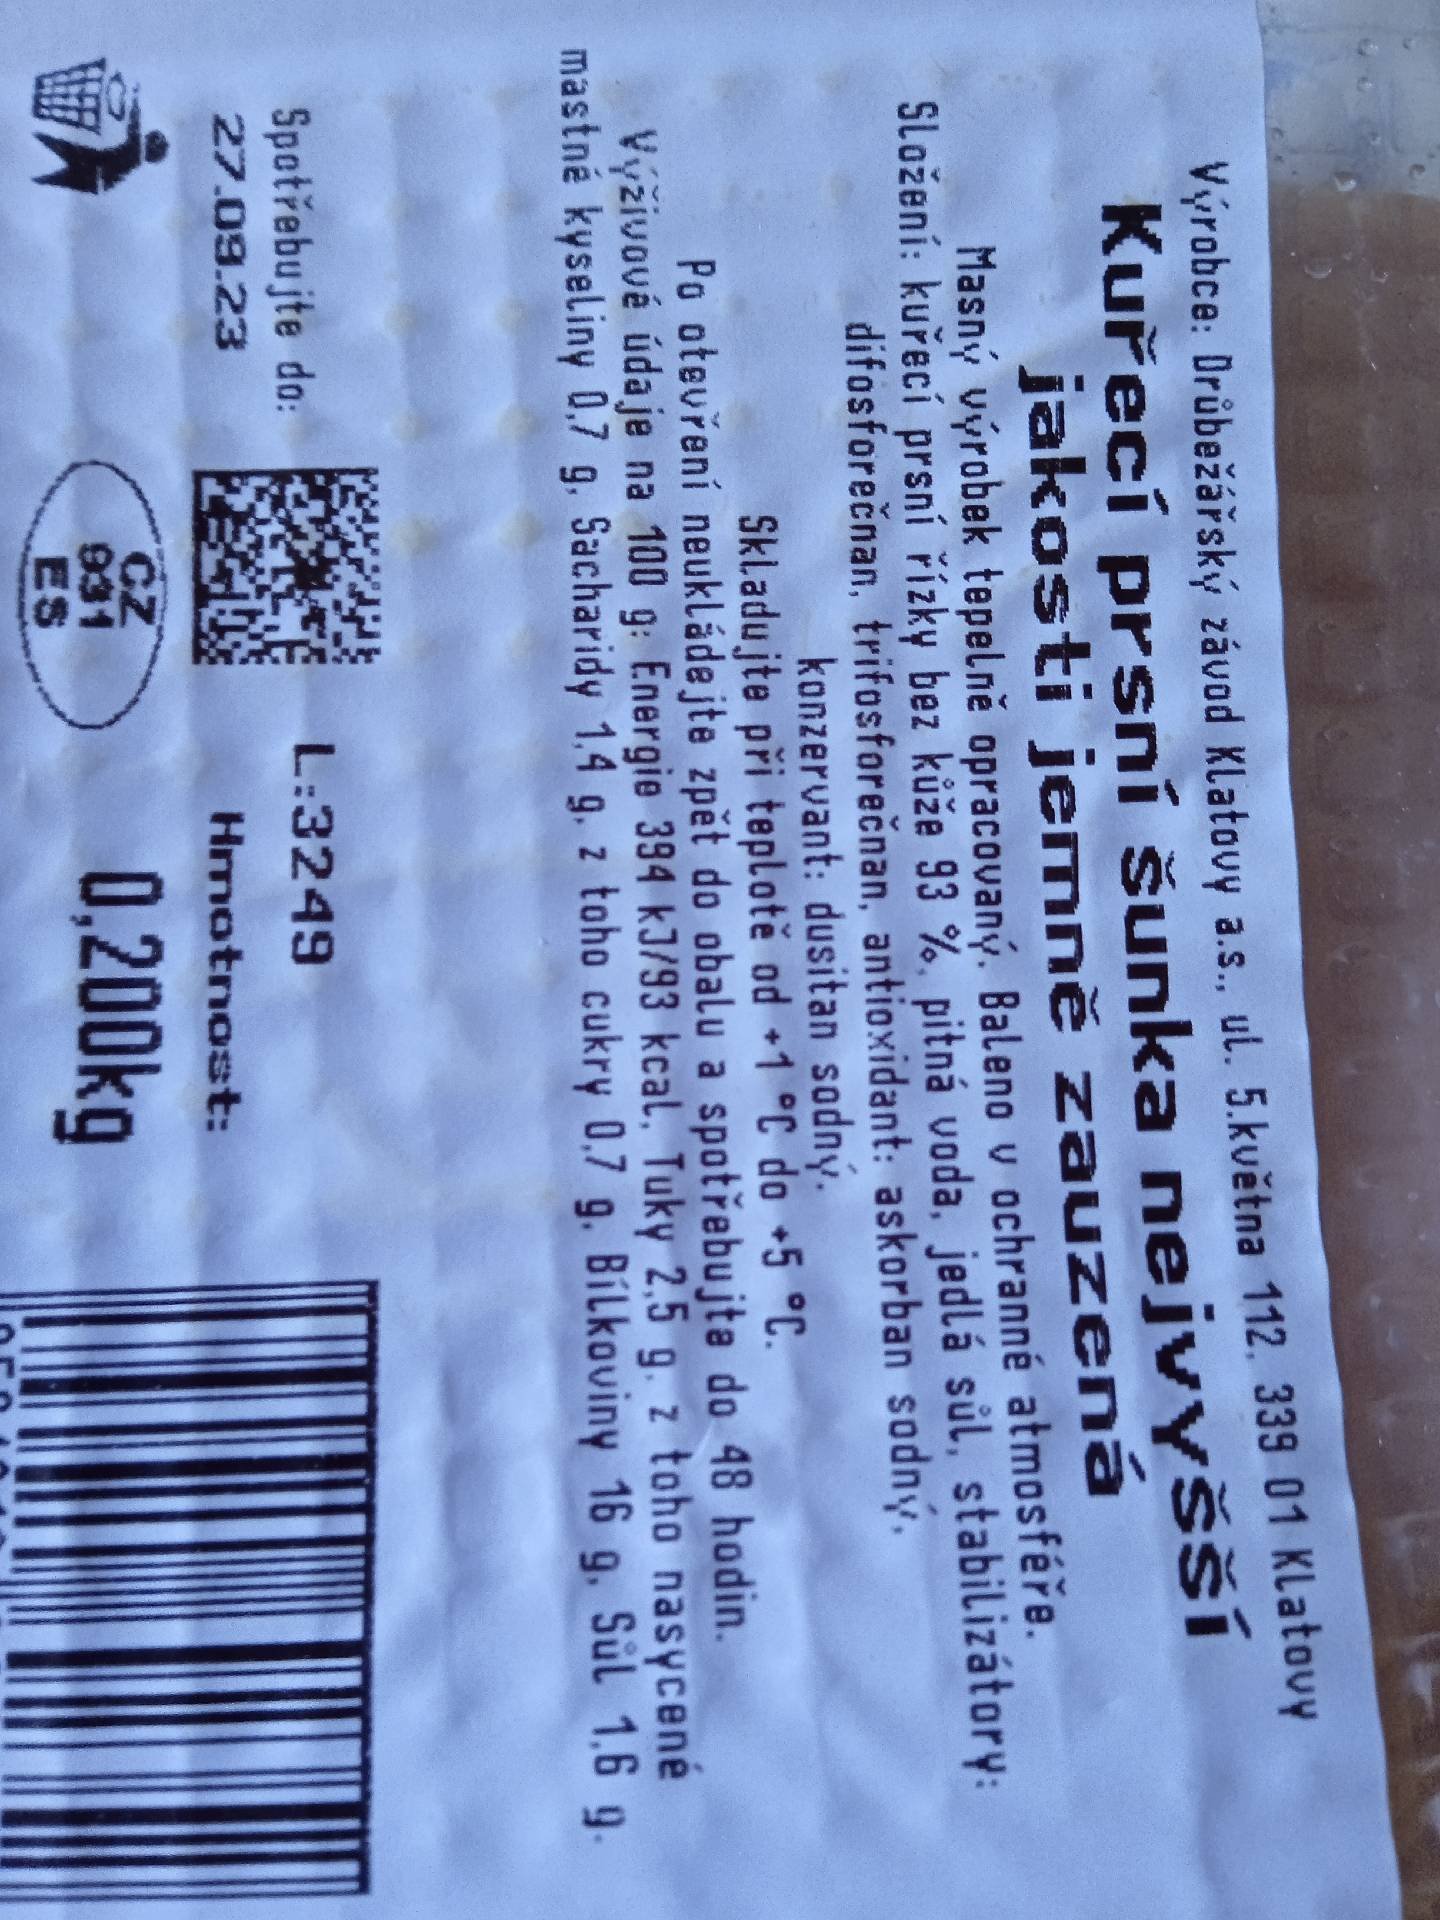 Výrobce: Drůbežářský závod Klatovy a.s., ul. 5.května 112, 339 01 Klatovy
Kuřecí prsní šunka nejvyšší
jakosti jemně zauzená
Masný výrobek tepelně opracovaný. Baleno v ochranné atmosféře.
Složení: kuřecí prsní řízky bez kůže 93 %, pitná voda, jedlá sůl, stabilizátory:
difosforečnan, trifosforečnan, antioxidant: askorban sodný,
konzervant: dusitan sodný.
Skladujte při teplotě od +1 °C do +5 °C.
Po otevření neukládejte zpět do obalu a spotřebujte do 48 hodin.
Výživové údaje na 100 g: Energie 394 kJ/93 kcal, Tuky 2,5 g, z toho nasycené
mastné kyseliny 0,7 g, Sacharidy 1,4 g, z toho cukry 0,7 g, Bílkoviny 16 g, Sůl 1,6 g.
Spotřebujte do:
27.09.23
L:3249
Hmotnost:
0,200kg
CZ
931
ES